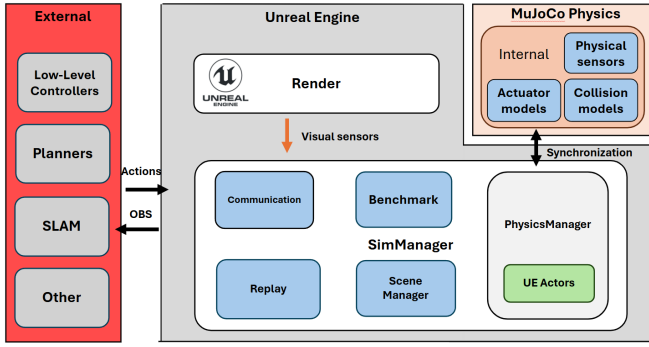 External
Low-Level
Controllers
Planners
SLAM
Other
Actions
OBS
Unreal Engine
UNREAL
ENGINE
Render
Visual sensors
Communication
Benchmark
SimManager
Replay
Scene
Manager
PhysicsManager
UE Actors
MuJoCo Physics
Internal
Physical
sensors
Actuator
models
Collision
models
Synchronization